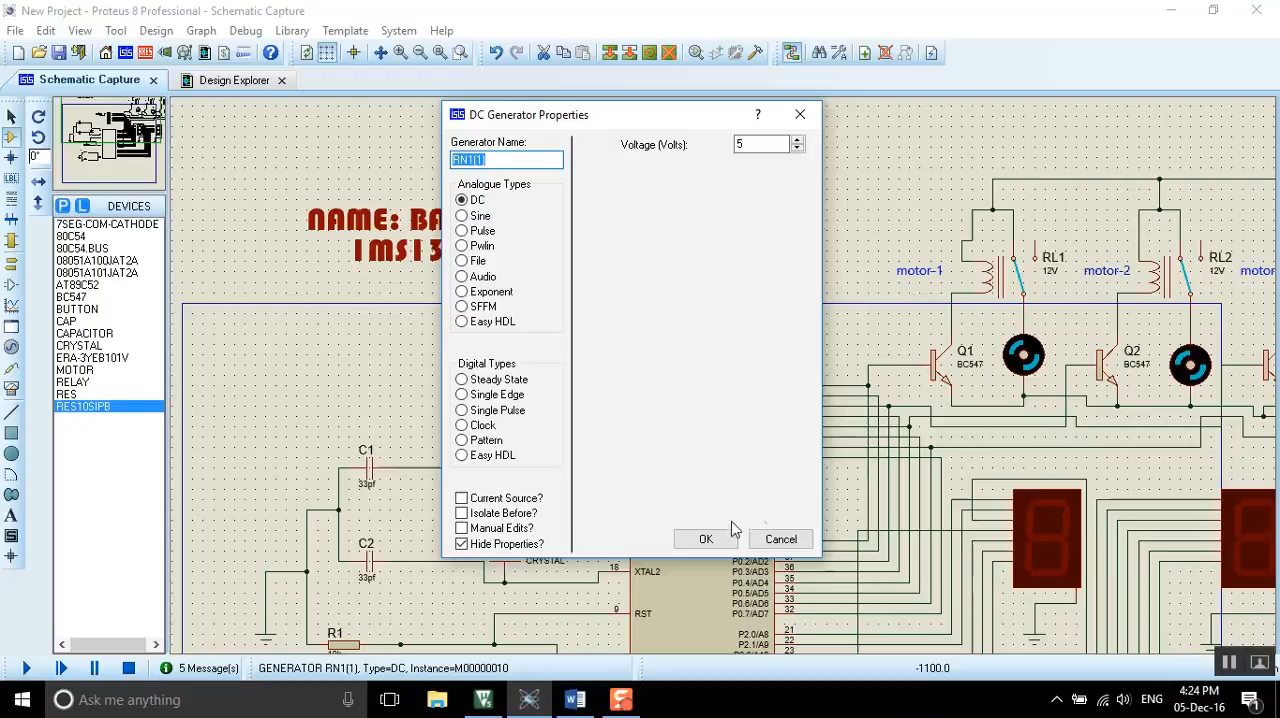 New Project - Proteus 8 Professional - Schematic Capture
File Edit View Tool Design Graph Debug Library Template System Help
Schematic Capture
Design Explorer
0°
LBL
P L DEVICES
7SEG-COM-CATHODE
80C54
80C54.BUS
08051A100JAT2A
08051A101JAT2A
AT89C52
BC547
BUTTON
CAP
CAPACITOR
CRYSTAL
ERA-3YEB101V
MOTOR
RELAY
RES
RES10SIPB
NAME: BA
1MS13
DC Generator Properties
Generator Name:
RN1(1)
Voltage (Volts):
5
Analogue Types
DC
Sine
Pulse
Pwlin
File
Audio
Exponent
SFFM
Easy HDL
Digital Types
Steady State
Single Edge
Single Pulse
Clock
Pattern
Easy HDL
Current Source?
Isolate Before?
Manual Edits?
Hide Properties?
OK
Cancel
motor-1
RL1
12V
motor-2
RL2
12V
motor
Q1
BC547
Q2
BC547
C1
33pf
C2
33pf
CRYSTAL
R1
18
XTAL2
9
RST
P0.2/AD2
P0.3/AD3
P0.4/AD4
P0.5/AD5
P0.6/AD6
P0.7/AD7
37
36
35
34
33
32
P2.0/A8
P2.1/A9
21
22
23
5 Message(s)
GENERATOR RN1(1), Type=DC, Instance=M00000010
-1100.0
Ask me anything
ENG
4:24 PM
05-Dec-16
1